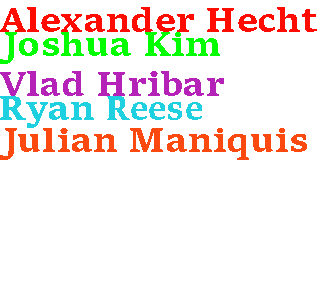 Alexander Hecht
Joshua Kim
Vlad Hribar
Ryan Reese
Julian Maniquis